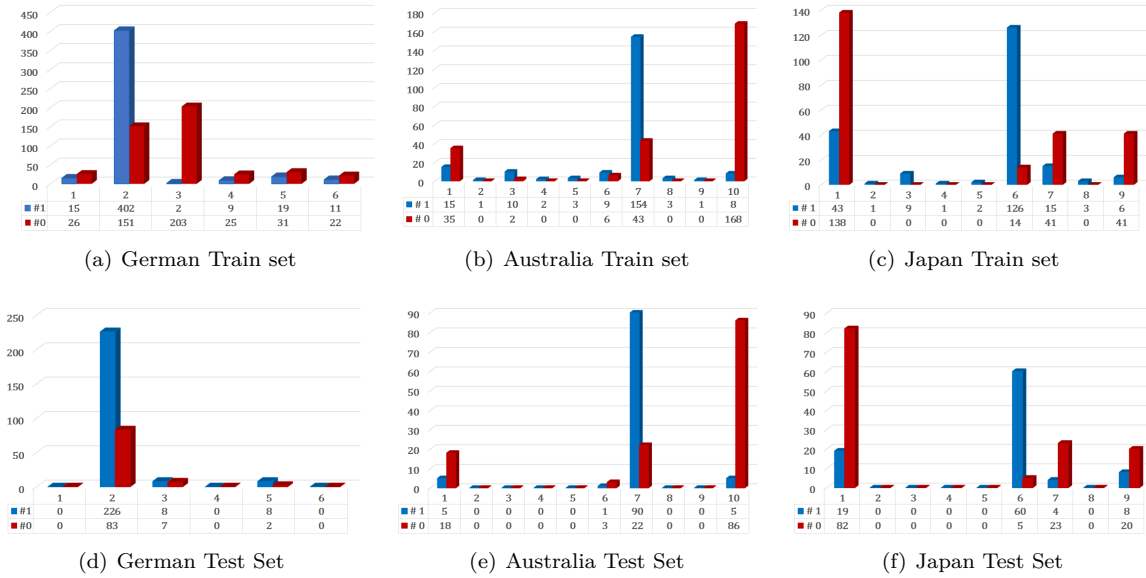 450
400
350
300
250
200
150
100
50
0
1 2 3 4 5 6
#1 15 402 2 9 19 11
#0 26 151 203 25 31 22
(a) German Train set
180
160
140
120
100
80
60
40
20
0
1 2 3 4 5 6 7 8 9 10
# 1 15 1 10 2 3 9 154 3 1 8
# 0 35 0 2 0 0 6 43 0 0 168
(b) Australia Train set
140
120
100
80
60
40
20
0
1 2 3 4 5 6 7 8 9
# 1 43 1 9 1 2 126 15 3 6
# 0 138 0 0 0 0 14 41 0 41
(c) Japan Train set
250
200
150
100
50
0
1 2 3 4 5 6
#1 0 226 8 0 8 0
#0 0 83 7 0 2 0
(d) German Test Set
90
80
70
60
50
40
30
20
10
0
1 2 3 4 5 6 7 8 9 10
# 1 5 0 0 0 0 1 90 0 0 5
# 0 18 0 0 0 0 3 22 0 0 86
(e) Australia Test Set
90
80
70
60
50
40
30
20
10
0
1 2 3 4 5 6 7 8 9
# 1 19 0 0 0 0 60 4 0 8
# 0 82 0 0 0 0 5 23 0 20
(f) Japan Test Set